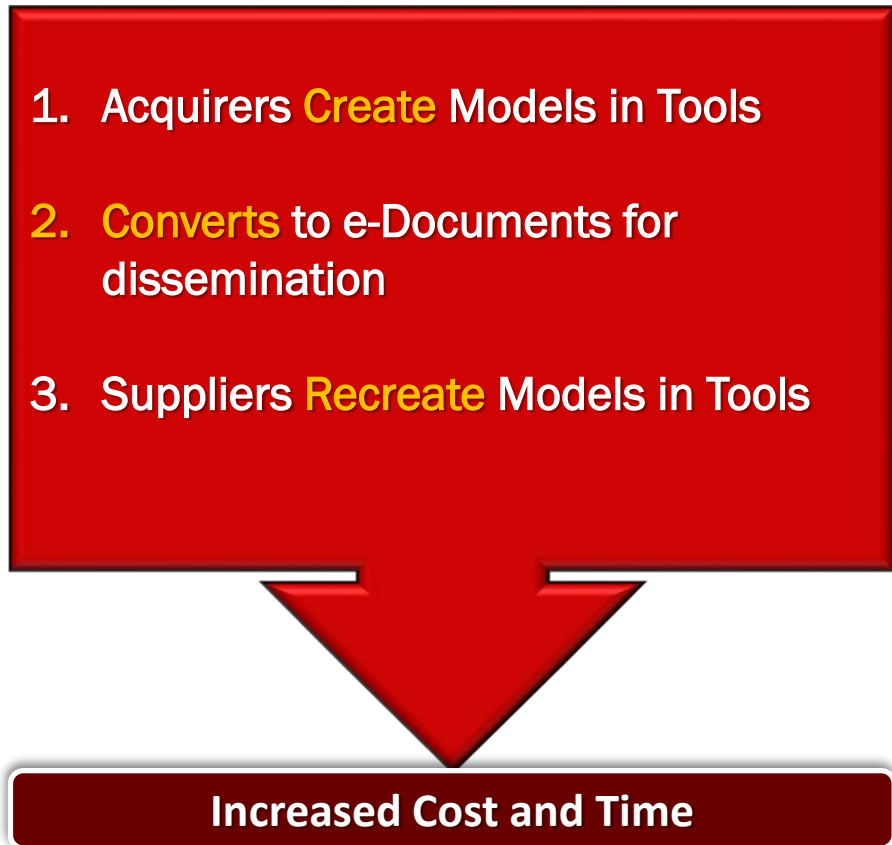 1. Acquirers Create Models in Tools
2. Converts to e-Documents for
dissemination
3. Suppliers Recreate Models in Tools
Increased Cost and Time